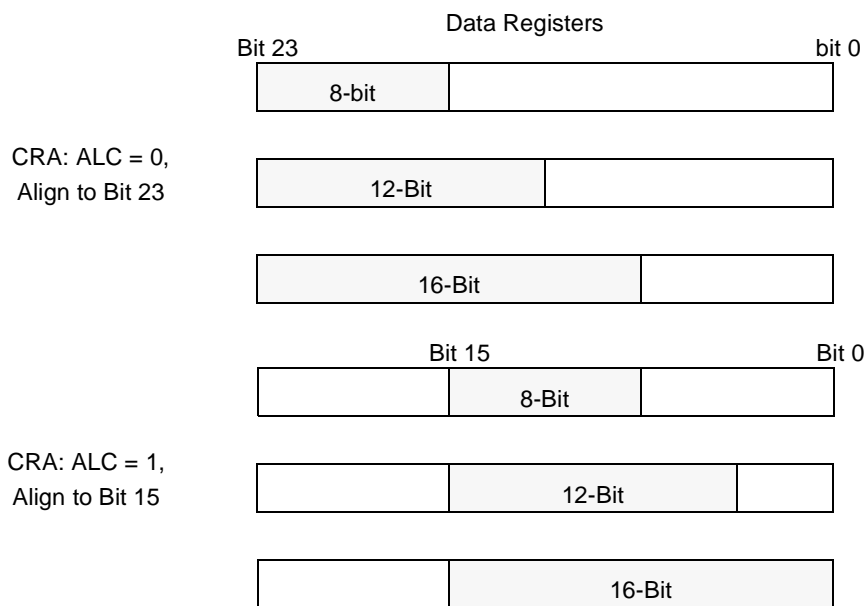 Data Registers
Bit 23 bit 0
8-bit
CRA: ALC = 0,
Align to Bit 23
12-Bit
16-Bit
Bit 15 Bit 0
8-Bit
CRA: ALC = 1,
Align to Bit 15
12-Bit
16-Bit